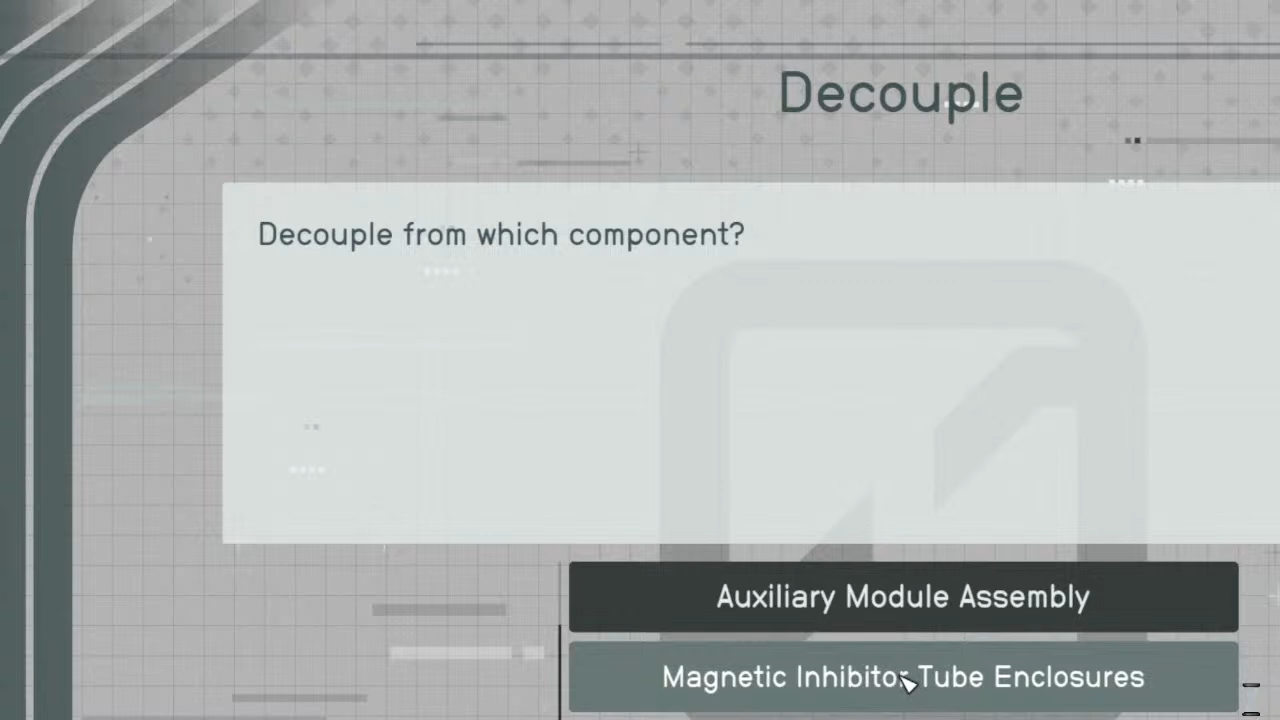 Decouple
Decouple from which component?
Auxiliary Module Assembly
Magnetic Inhibitor Tube Enclosures